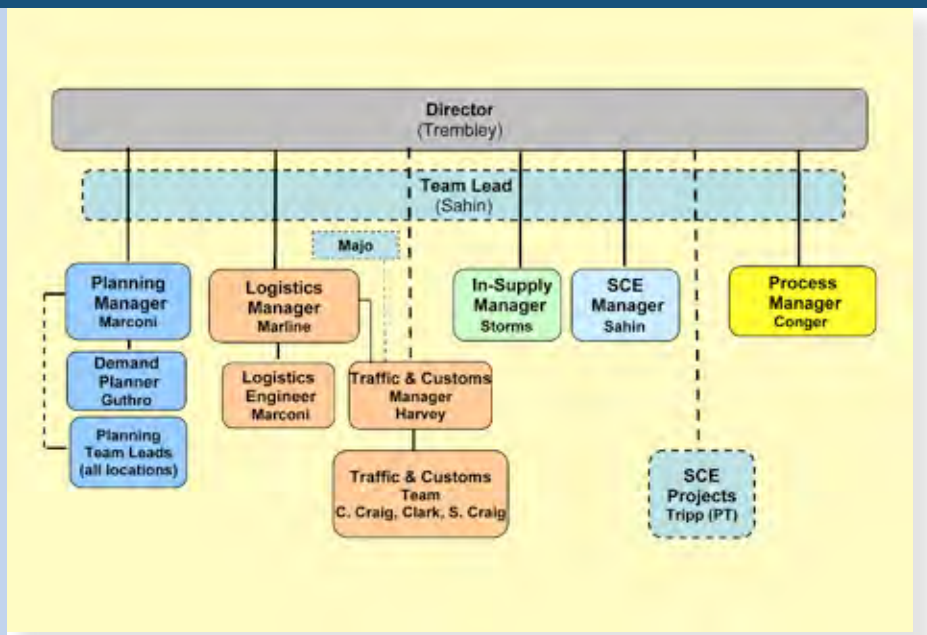 Director
(Trembley)
Team Lead
(Sahin)
Majo
Planning
Manager
Marconi
Logistics
Manager
Marline
In-Supply
Manager
Storms
SCE
Manager
Sahin
Process
Manager
Conger
Demand
Planner
Guthro
Logistics
Engineer
Marconi
Traffic & Customs
Manager
Harvey
Planning
Team Leads
(all locations)
Traffic & Customs
Team
C. Craig, Clark, S. Craig
SCE
Projects
Tripp (PT)